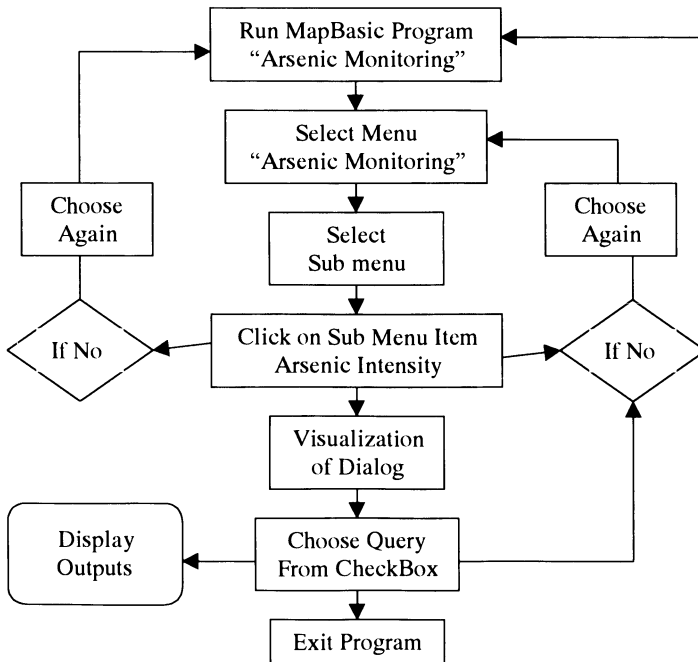 Run MapBasic Program
“Arsenic Monitoring”
Select Menu
“Arsenic Monitoring”
Choose
Again
Choose
Again
Select
Sub menu
If No
Click on Sub Menu Item
Arsenic Intensity
If No
Visualization
of Dialog
Display
Outputs
Choose Query
From CheckBox
Exit Program